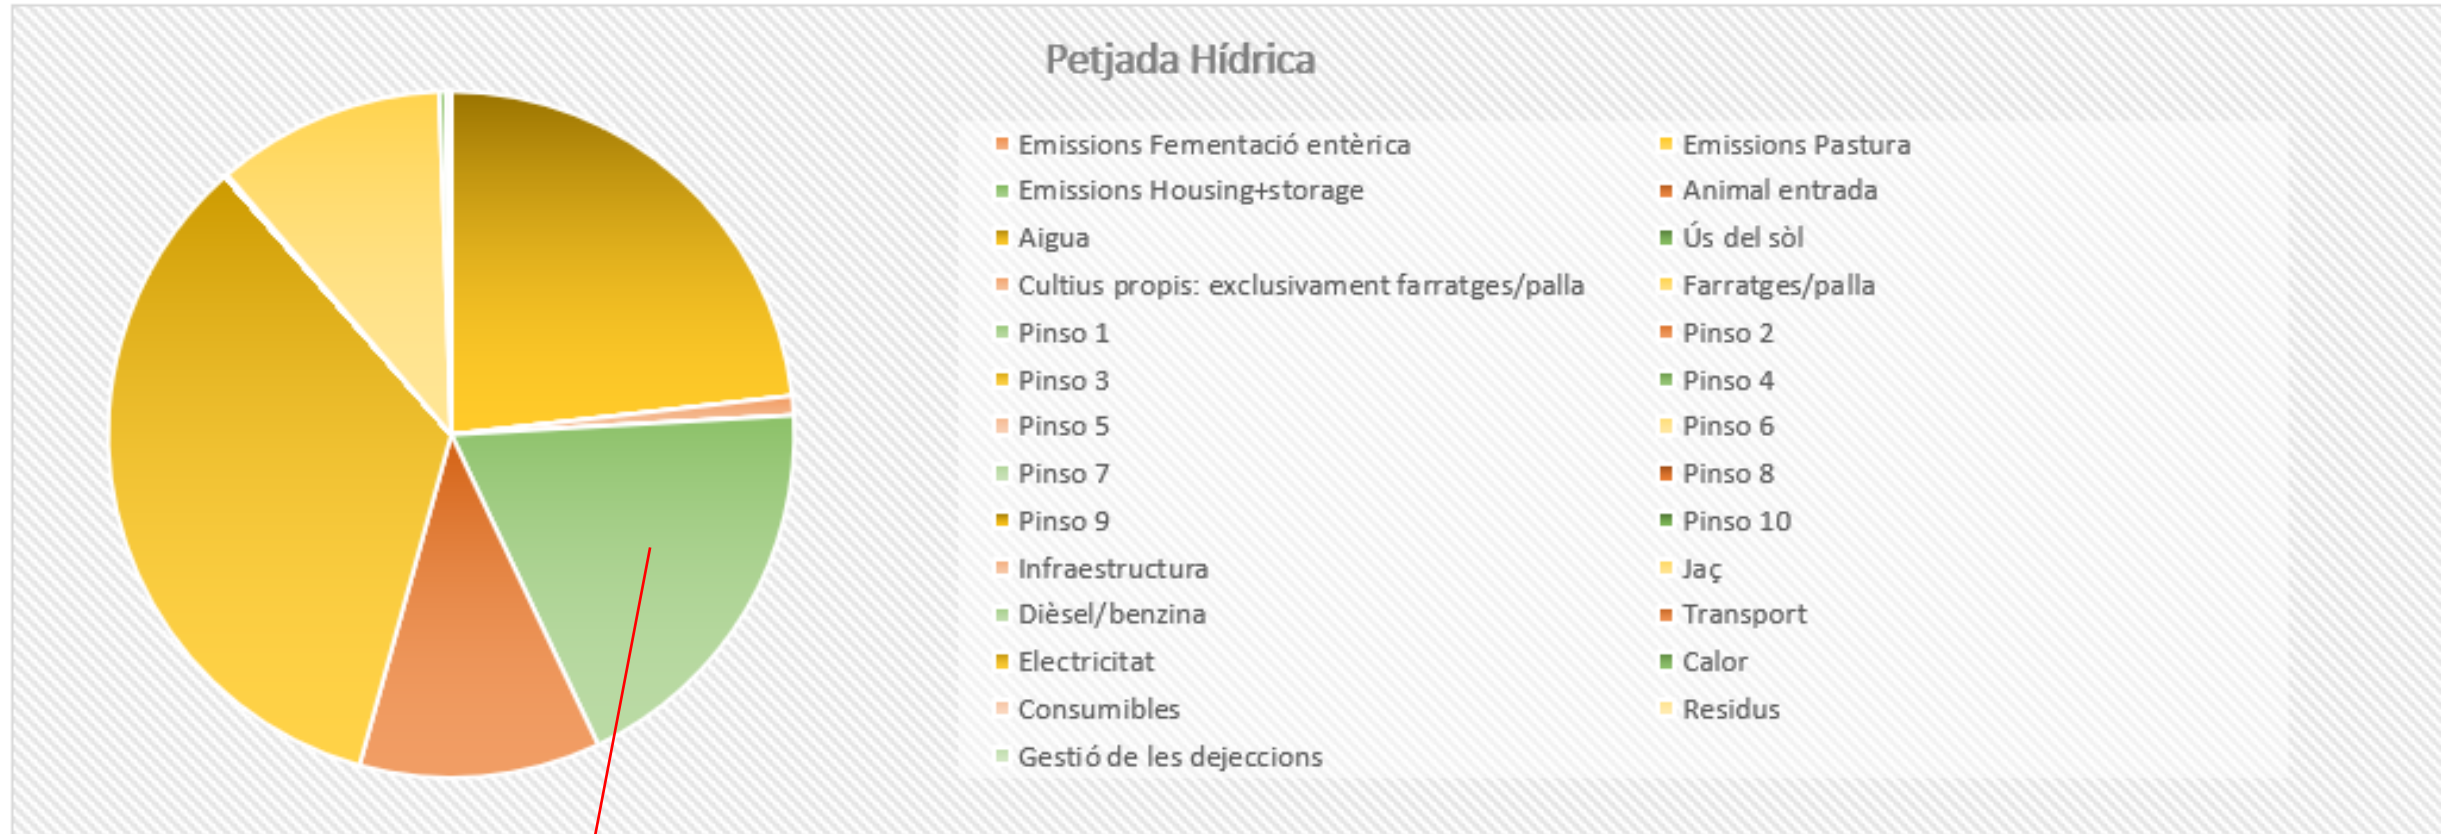 Petjada Hídrica
Emissions Fementació entèrica
Emissions Pastura
Emissions Housing+storage
Animal entrada
Aigua
Ús del sòl
Cultius propis: exclusivament farratges/palla
Farratges/palla
Pinso 1
Pinso 2
Pinso 3
Pinso 4
Pinso 5
Pinso 6
Pinso 7
Pinso 8
Pinso 9
Pinso 10
Infraestructura
Jaç
Dièsel/benzina
Transport
Electricitat
Calor
Consumibles
Residus
Gestió de les dejeccions